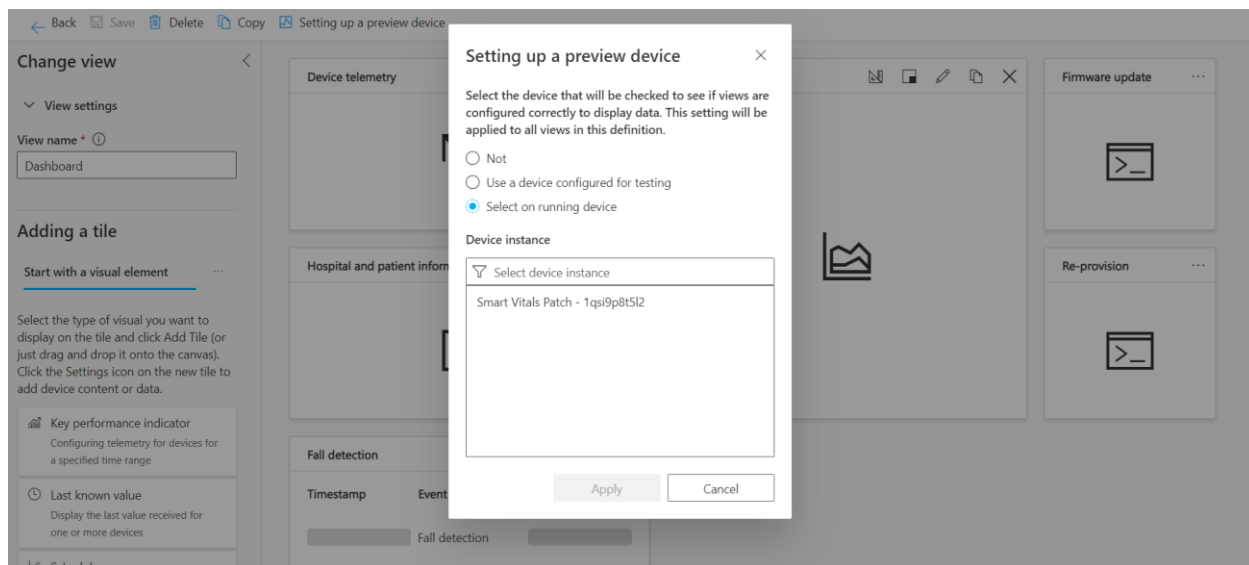 Back Save Delete Copy Setting up a preview device
Change view
View settings
View name *
Dashboard
Adding a tile
Start with a visual element ...
Select the type of visual you want to
display on the tile and click Add Tile (or
just drag and drop it onto the canvas).
Click the Settings icon on the new tile to
add device content or data.
Key performance indicator
Configuring telemetry for devices for
a specified time range
Last known value
Display the last value received for
one or more devices
Device telemetry
Hospital and patient inform
Fall detection
Timestamp Event
Fall detection
Setting up a preview device
Select the device that will be checked to see if views are
configured correctly to display data. This setting will be
applied to all views in this definition.
Not
Use a device configured for testing
Select on running device
Device instance
Select device instance
Smart Vitals Patch - 1qsi9p8t5l2
Apply Cancel
Firmware update ...
Re-provision ...